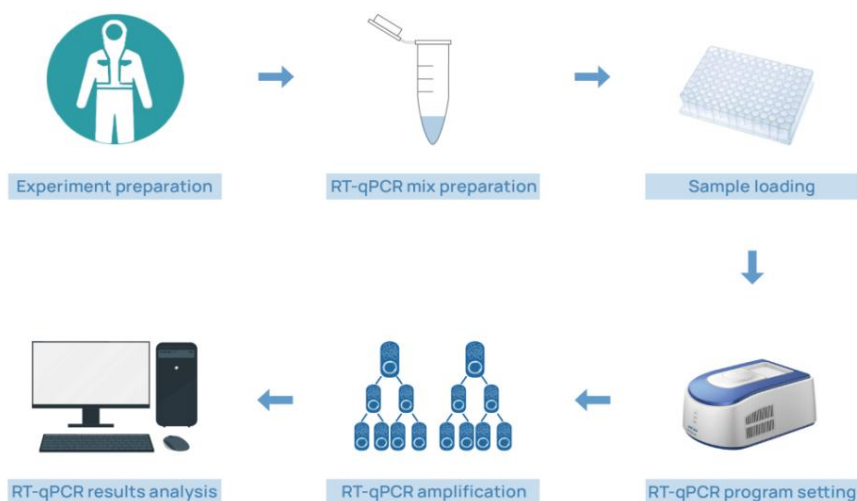 Experiment preparation
RT-qPCR mix preparation
Sample loading
RT-qPCR results analysis
RT-qPCR amplification
RT-qPCR program setting